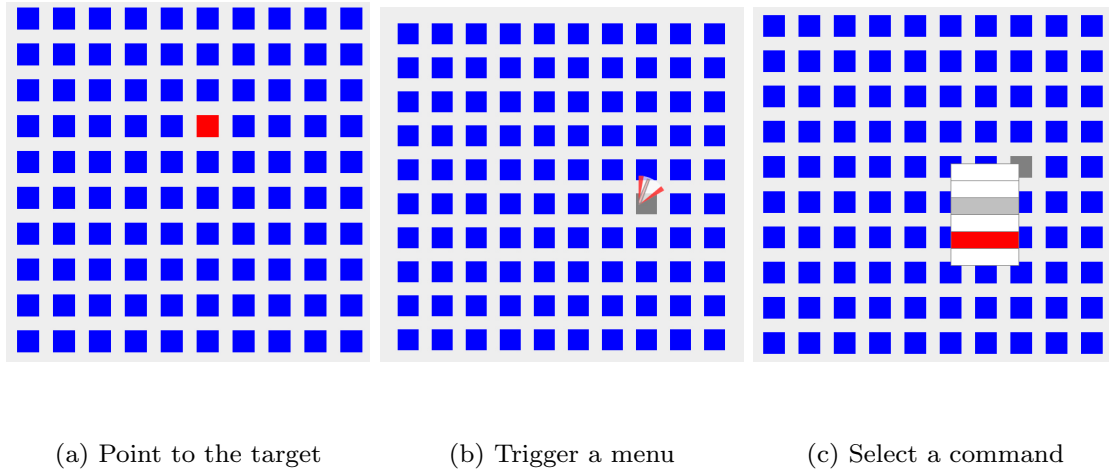 (a) Point to the target
(b) Trigger a menu
(c) Select a command